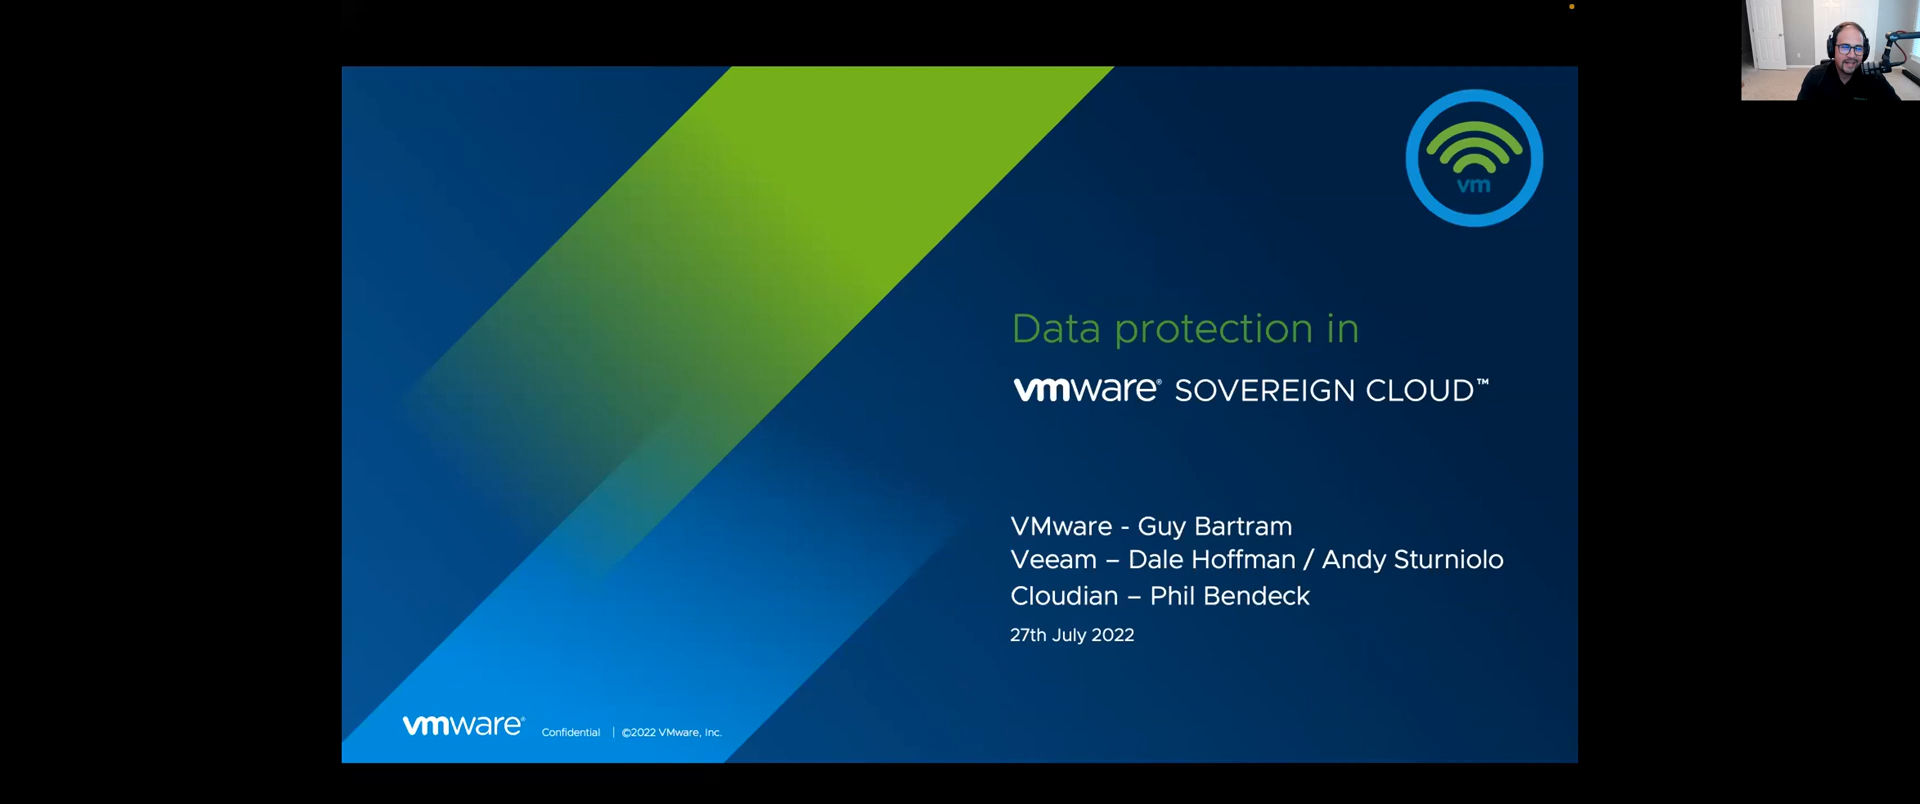 vm
Data protection in
vmware® SOVEREIGN CLOUD™
VMware - Guy Bartram
Veeam – Dale Hoffman / Andy Sturniolo
Cloudian – Phil Bendeck
27th July 2022
vmware® Confidential | ©2022 VMware, Inc.